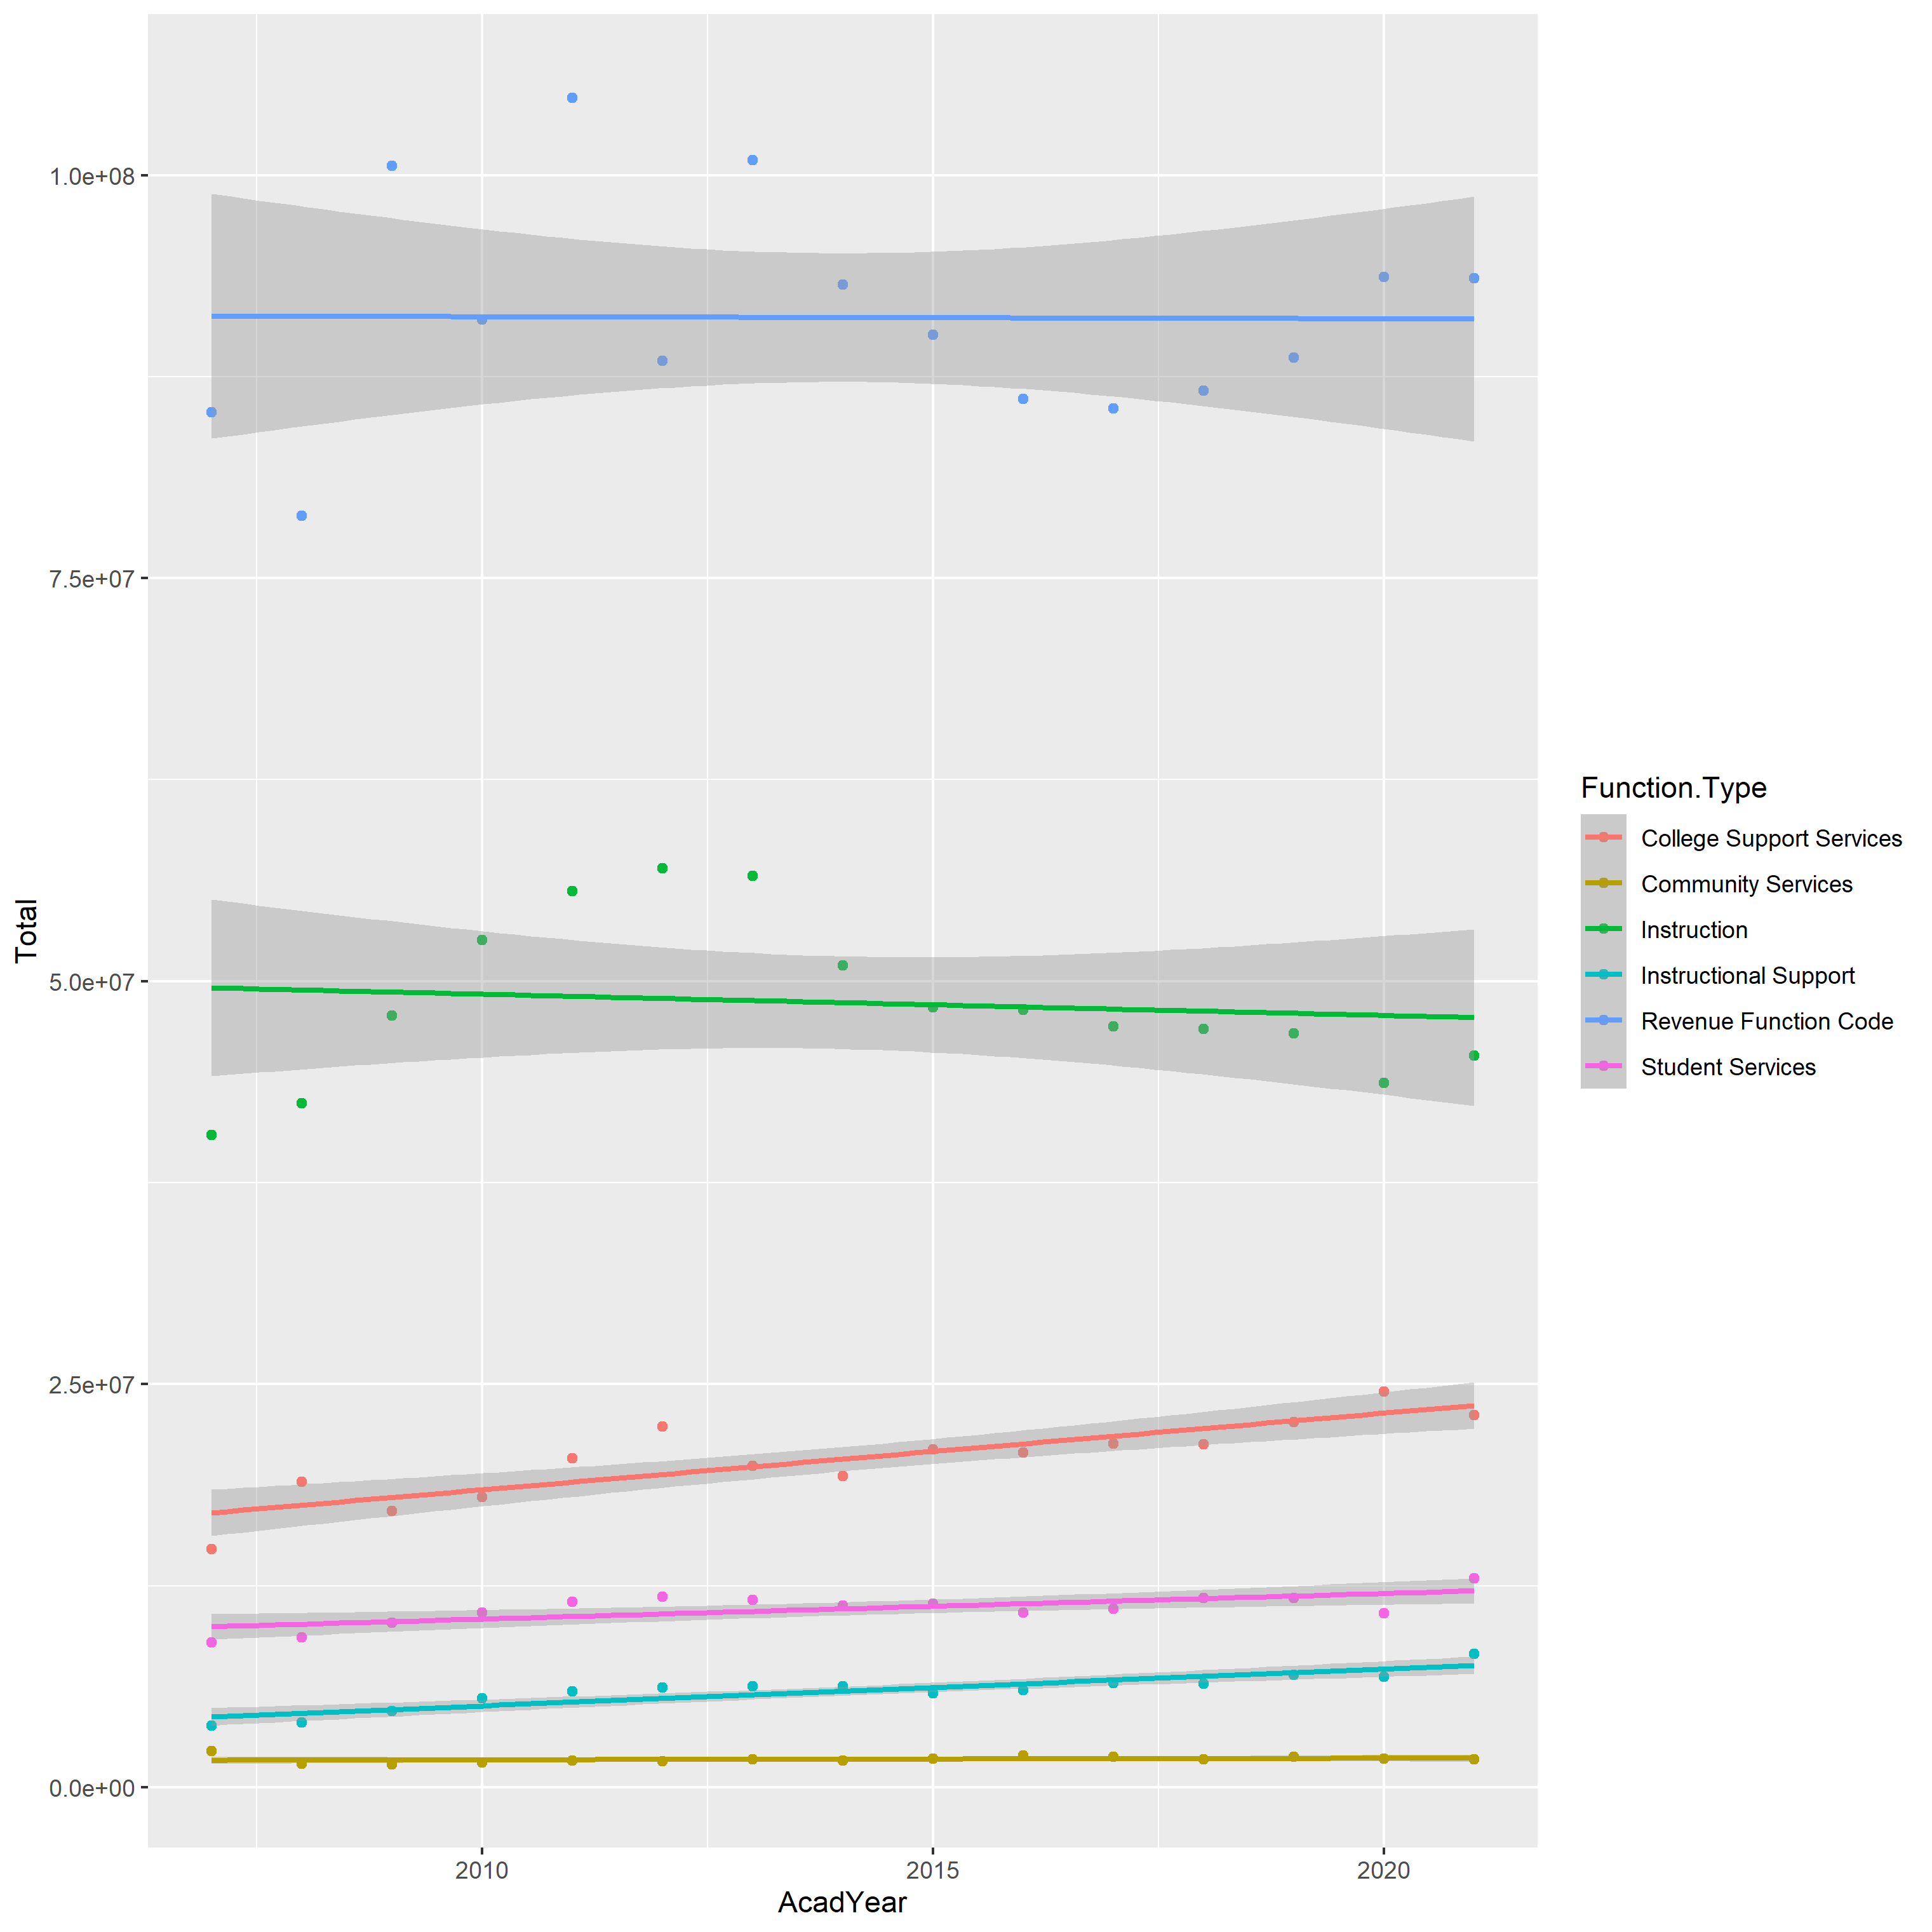 1.0e+08
7.5e+07
5.0e+07
2.5e+07
0.0e+00
Total
2010
2015
2020
AcadYear
Function.Type
College Support Services
Community Services
Instruction
Instructional Support
Revenue Function Code
Student Services